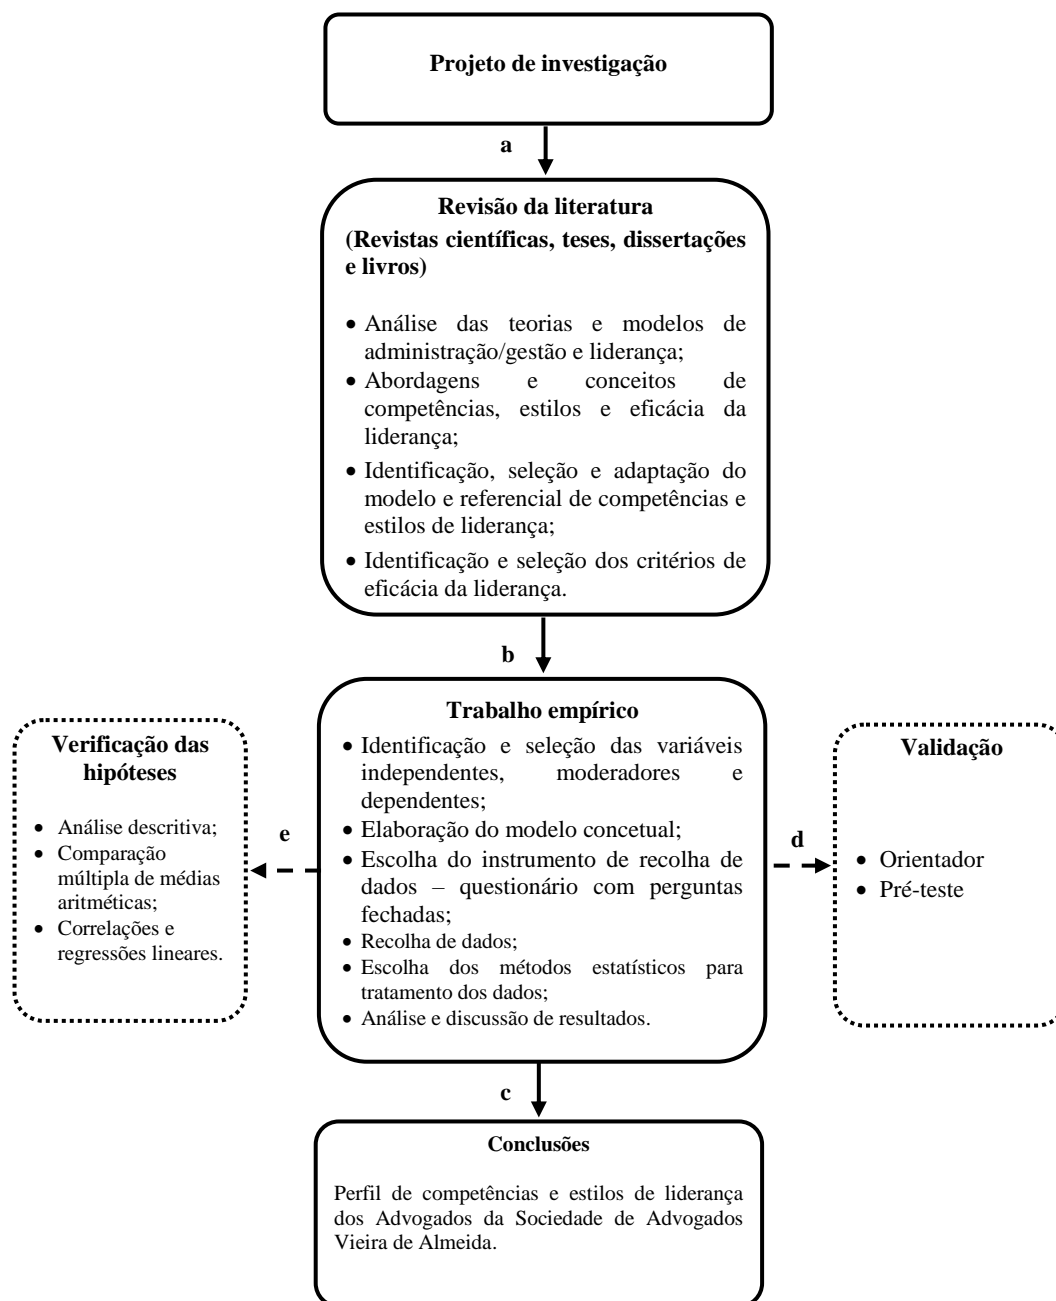 Projeto de investigação
a
Revisão da literatura
(Revistas científicas, teses, dissertações
e livros)
• Análise das teorias e modelos de
administração/gestão e liderança;
• Abordagens e conceitos de
competências, estilos e eficácia da
liderança;
• Identificação, seleção e adaptação do
modelo e referencial de competências e
estilos de liderança;
• Identificação e seleção dos critérios de
eficácia da liderança.
b
Trabalho empírico
• Identificação e seleção das variáveis
independentes, moderadores e
dependentes;
• Elaboração do modelo concetual;
• Escolha do instrumento de recolha de
dados – questionário com perguntas
fechadas;
• Recolha de dados;
• Escolha dos métodos estatísticos para
tratamento dos dados;
• Análise e discussão de resultados.
e
Verificação das
hipóteses
• Análise descritiva;
• Comparação
múltipla de médias
aritméticas;
• Correlações e
regressões lineares.
d
Validação
• Orientador
• Pré-teste
c
Conclusões
Perfil de competências e estilos de liderança
dos Advogados da Sociedade de Advogados
Vieira de Almeida.